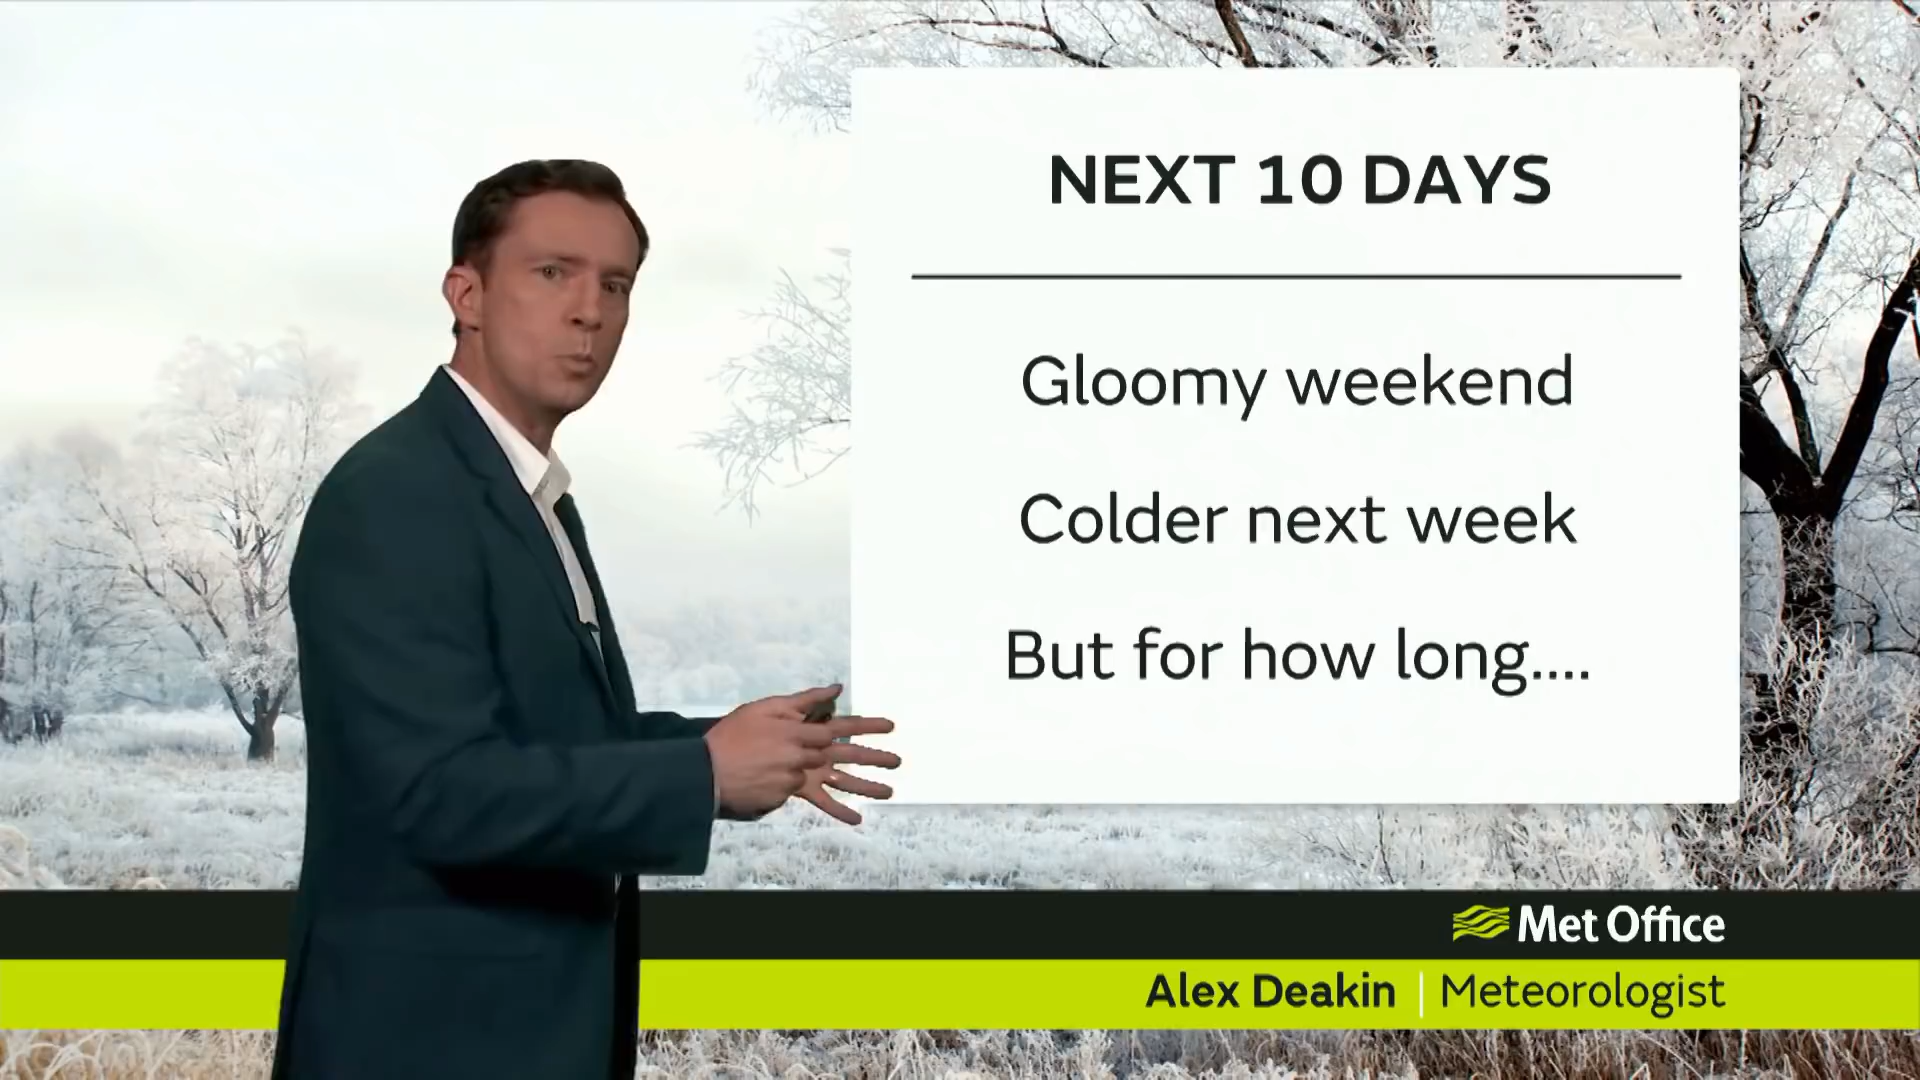 NEXT 10 DAYS
Gloomy weekend
Colder next week
But for how long....
Met Office
Alex Deakin | Meteorologist